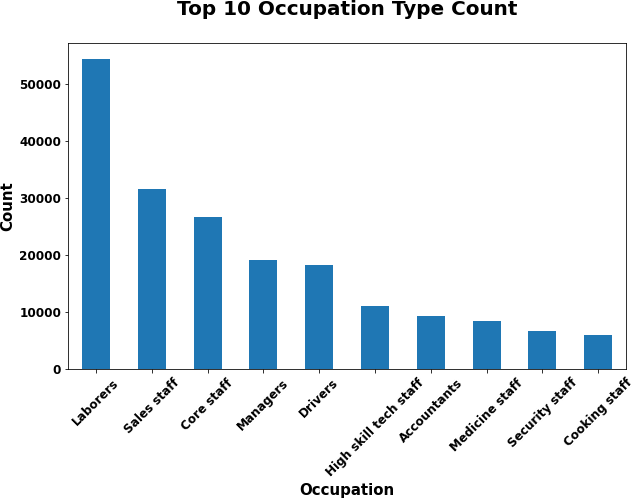 Top 10 Occupation Type Count
Count
50000
40000
30000
20000
10000
0
Laborers
Sales staff
Core staff
Managers
Drivers
High skill tech staff
Accountants
Medicine staff
Security staff
Cooking staff
Occupation